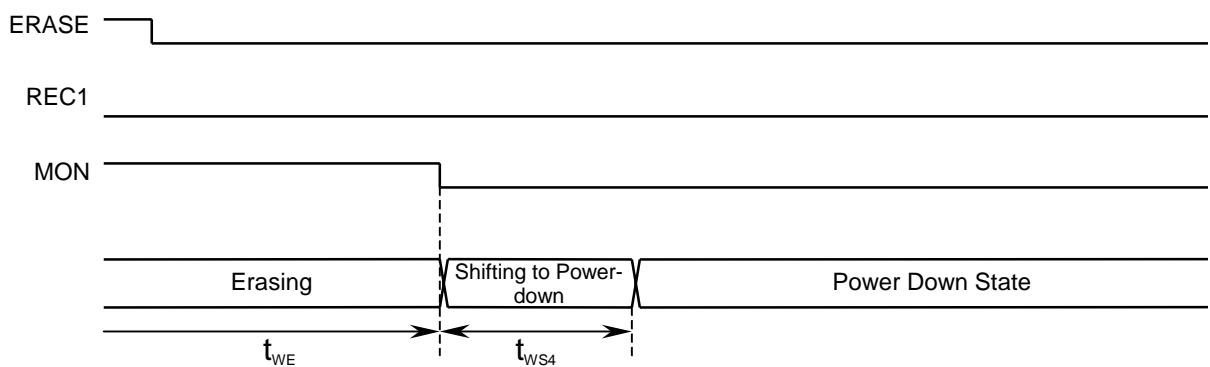 ERASE
REC1
MON
Erasing
Shifting to Power-
down
Power Down State
tWE
tWS4